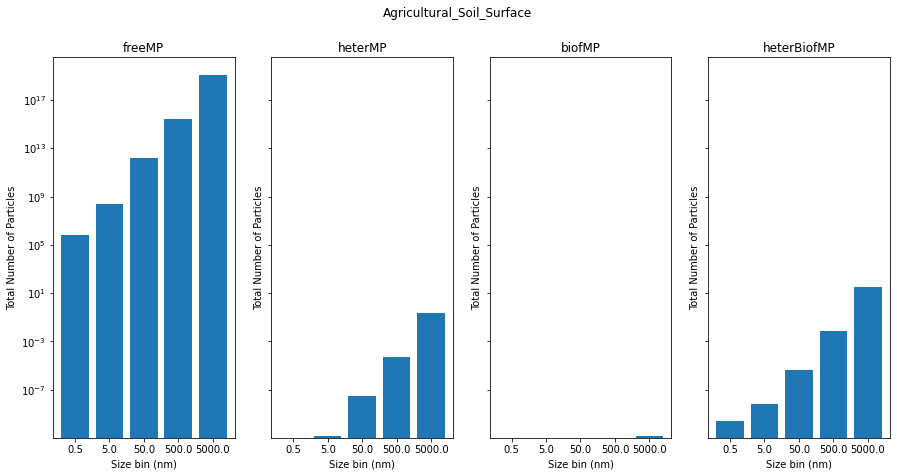 Agricultural_Soil_Surface
freeMP
heterMP
biofMP
heterBiofMP
Total Number of Particles
10^17
10^13
10^9
10^5
10^1
10^−3
10^−7
0.5 5.0 50.0 500.0 5000.0
Size bin (nm)
Total Number of Particles
0.5 5.0 50.0 500.0 5000.0
Size bin (nm)
Total Number of Particles
0.5 5.0 50.0 500.0 5000.0
Size bin (nm)
Total Number of Particles
0.5 5.0 50.0 500.0 5000.0
Size bin (nm)